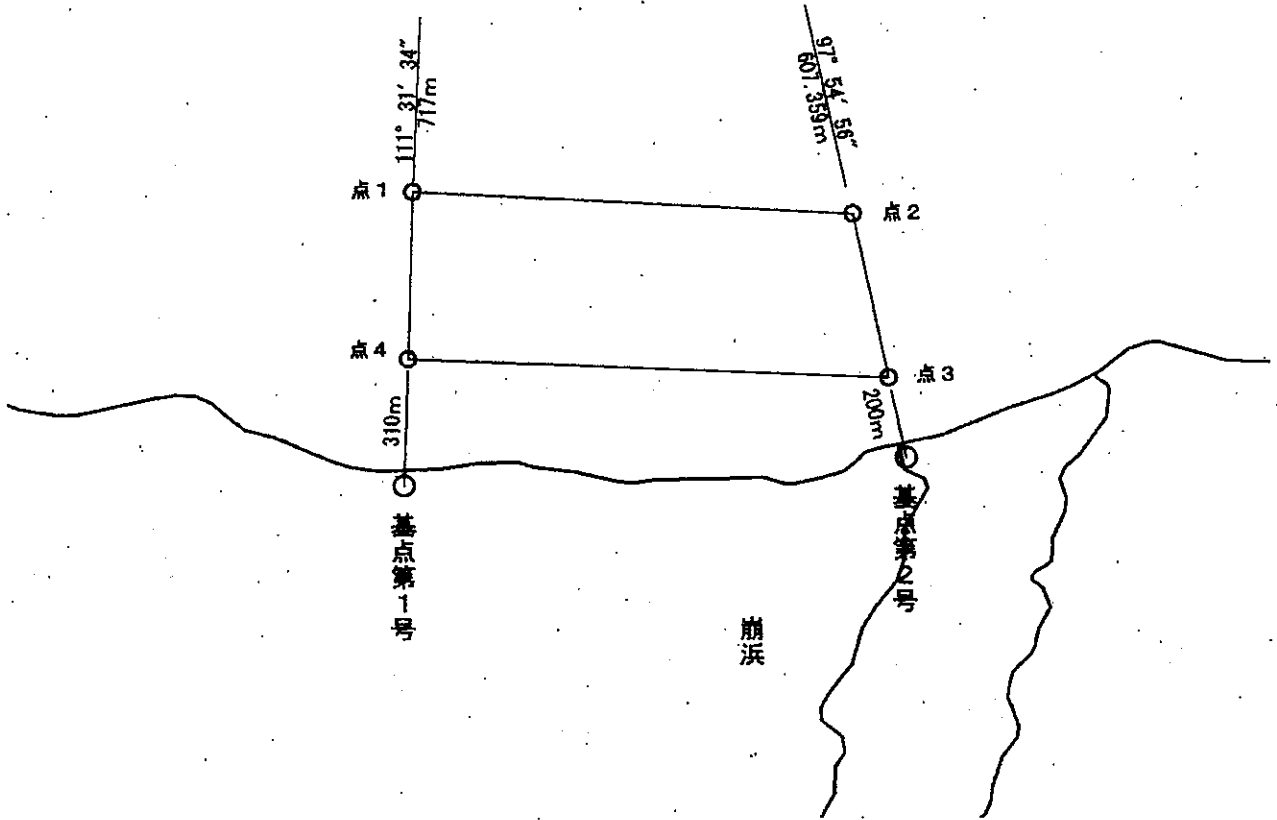 111° 31′ 34″
717m
97° 54′ 56″
607.359m
点1
点2
点4
点3
310m
200m
基点第1号
基点第2号
崩浜